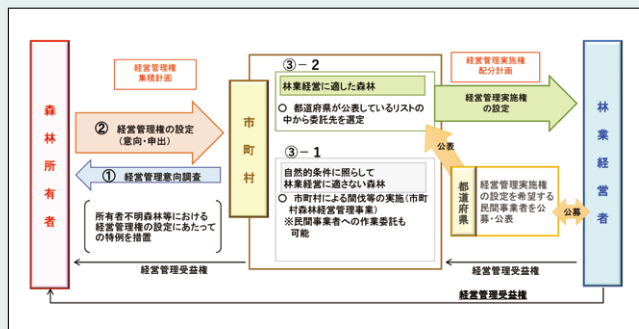 経営管理権
集積計画
③－２
経営管理実施権
配分計画
森林所有者
② 経営管理権の設定
（意向・申出）
① 経営管理意向調査
所有者不明森林等における
経営管理権の設定にあたって
の特例を措置
市町村
林業経営に適した森林
○ 都道府県が公表しているリストの
中から委託先を選定
③－１
自然的条件に照らして
林業経営に適さない森林
○ 市町村による間伐等の実施（市町
村森林経営管理事業）
※民間事業者への作業委託も
可能
経営管理実施権
の設定
公表
都道府県
経営管理実施権
の設定を希望する
民間事業者を公
募・公表
公募
林業経営者
経営管理受益権
経営管理受益権
経営管理受益権